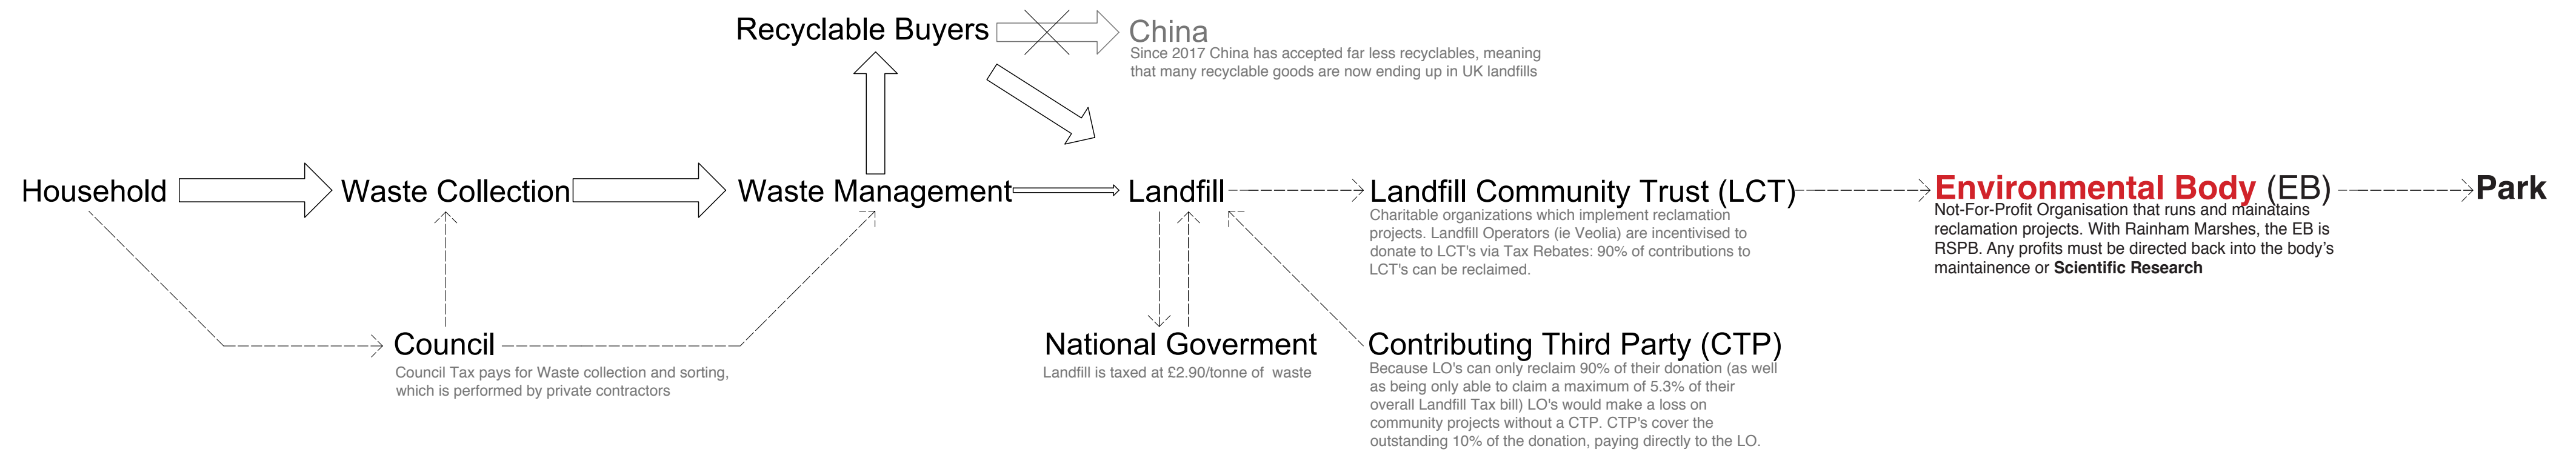 Recyclable Buyers
China
Since 2017 China has accepted far less recyclables, meaning
that many recyclable goods are now ending up in UK landfills
Household
Waste Collection
Waste Management
Landfill
Landfill Community Trust (LCT)
Charitable organizations which implement reclamation
projects. Landfill Operators (ie Veolia) are incentivised to
donate to LCT's via Tax Rebates: 90% of contributions to
LCT's can be reclaimed.
Environmental Body (EB)
Not-For-Profit Organisation that runs and mainatains
reclamation projects. With Rainham Marshes, the EB is
RSPB. Any profits must be directed back into the body's
maintainence or Scientific Research
Park
Council
Council Tax pays for Waste collection and sorting,
which is performed by private contractors
National Goverment
Landfill is taxed at £2.90/tonne of waste
Contributing Third Party (CTP)
Because LO's can only reclaim 90% of their donation (as well
as being only able to claim a maximum of 5.3% of their
overall Landfill Tax bill) LO's would make a loss on
community projects without a CTP. CTP's cover the
outstanding 10% of the donation, paying directly to the LO.